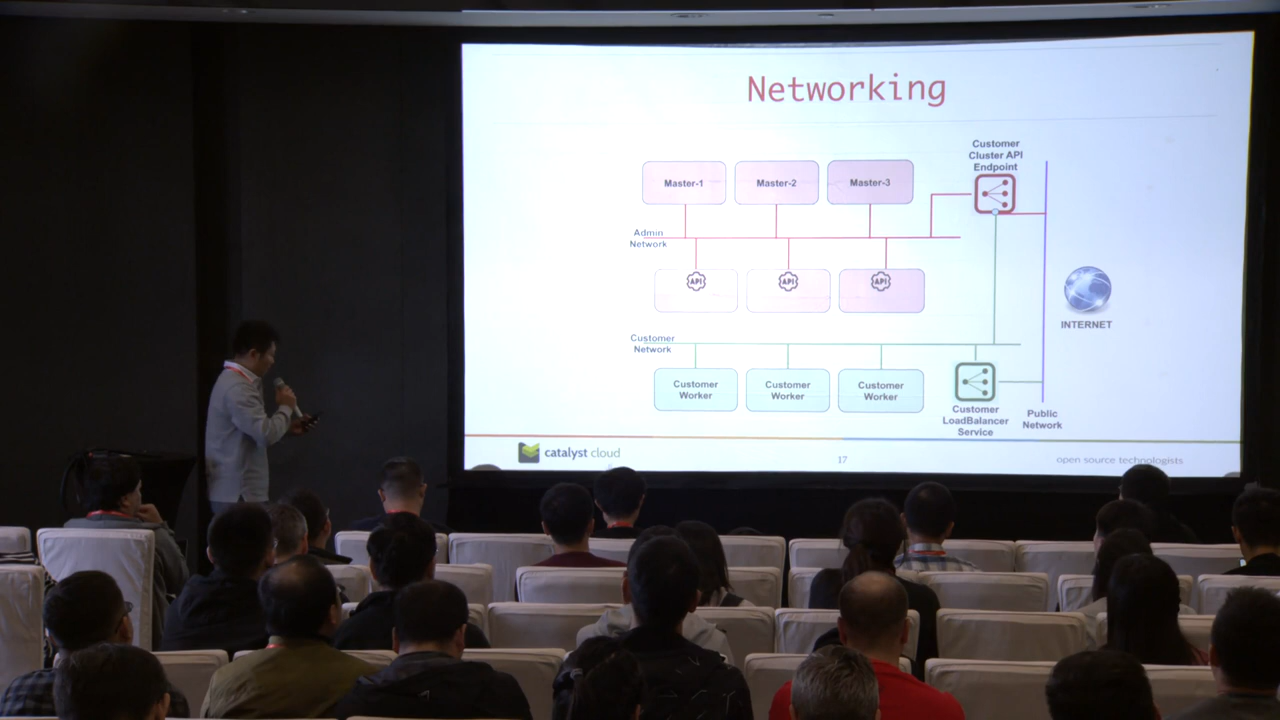 Networking
Customer
Cluster API
Endpoint
Master-1
Master-2
Master-3
Admin
Network
API
API
API
INTERNET
Customer
Network
Customer
Worker
Customer
Worker
Customer
Worker
Customer
LoadBalancer
Service
Public
Network
catalyst cloud
17
open source technologists